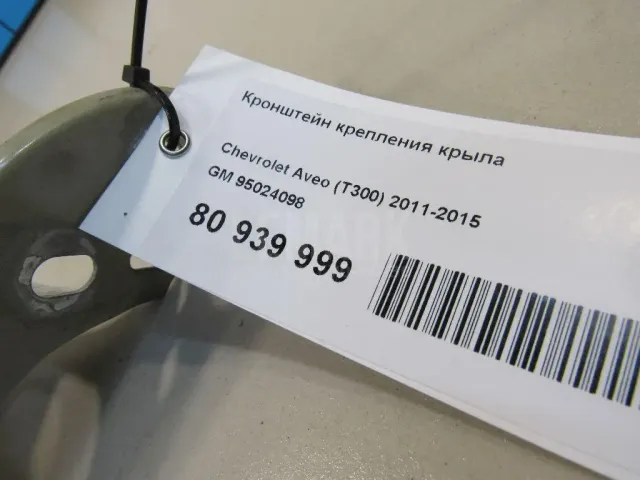 Кронштейн крепления крыла
Chevrolet Aveo (T300) 2011-2015
GM 95024098
80 939 999